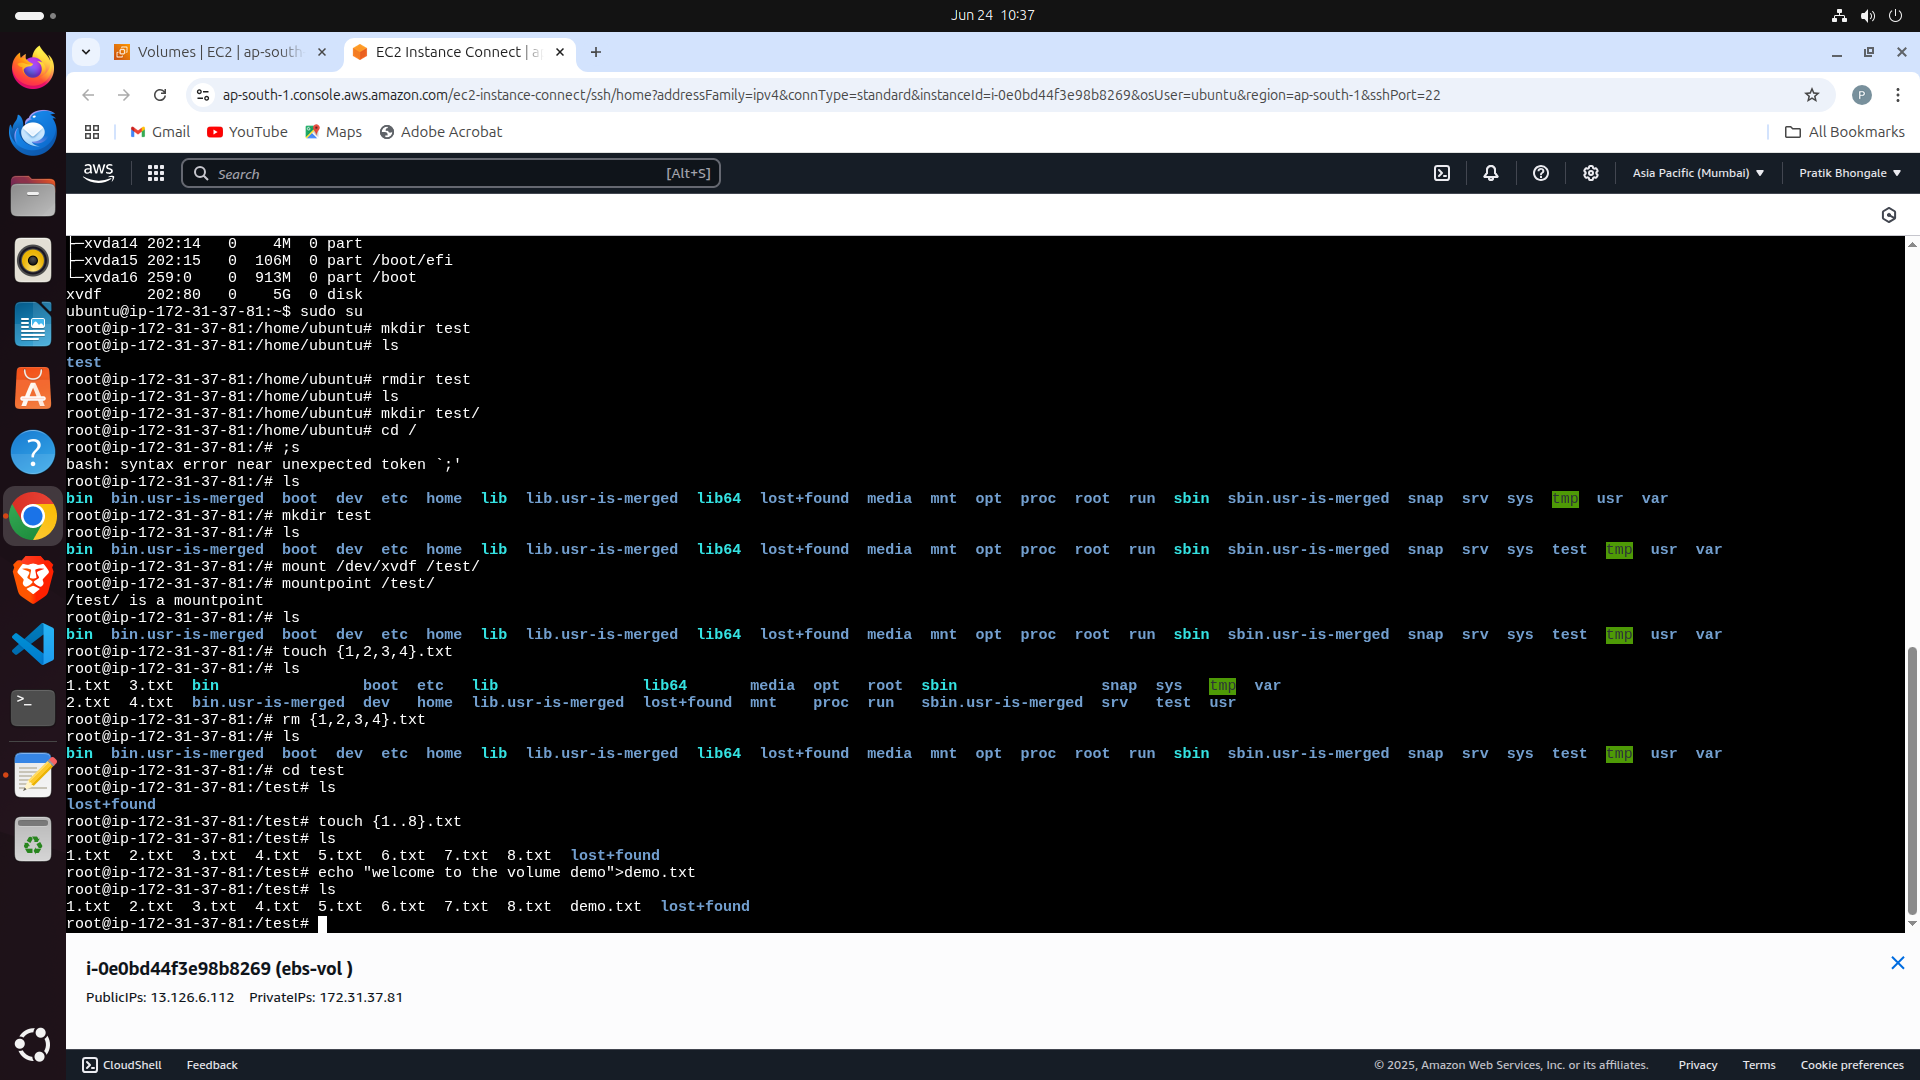 Jun 24 10:37
Volumes | EC2 | ap-south
EC2 Instance Connect | a
ap-south-1.console.aws.amazon.com/ec2-instance-connect/ssh/home?addressFamily=ipv4&connType=standard&instanceId=i-0e0bd44f3e98b8269&osUser=ubuntu&region=ap-south-1&sshPort=22
P
Gmail YouTube Maps Adobe Acrobat All Bookmarks
aws Search [Alt+S] Asia Pacific (Mumbai) Pratik Bhongale
├─xvda14 202:14   0    4M  0 part
├─xvda15 202:15   0  106M  0 part /boot/efi
└─xvda16 259:0    0  913M  0 part /boot
xvdf     202:80   0    5G  0 disk
ubuntu@ip-172-31-37-81:~$ sudo su
root@ip-172-31-37-81:/home/ubuntu# mkdir test
root@ip-172-31-37-81:/home/ubuntu# ls
test
root@ip-172-31-37-81:/home/ubuntu# rmdir test
root@ip-172-31-37-81:/home/ubuntu# ls
root@ip-172-31-37-81:/home/ubuntu# mkdir test/
root@ip-172-31-37-81:/home/ubuntu# cd /
root@ip-172-31-37-81:/# ;s
bash: syntax error near unexpected token `;'
root@ip-172-31-37-81:/# ls
bin  bin.usr-is-merged  boot  dev  etc  home  lib  lib.usr-is-merged  lib64  lost+found  media  mnt  opt  proc  root  run  sbin  sbin.usr-is-merged  snap  srv  sys  tmp  usr  var
root@ip-172-31-37-81:/# mkdir test
root@ip-172-31-37-81:/# ls
bin  bin.usr-is-merged  boot  dev  etc  home  lib  lib.usr-is-merged  lib64  lost+found  media  mnt  opt  proc  root  run  sbin  sbin.usr-is-merged  snap  srv  sys  test  tmp  usr  var
root@ip-172-31-37-81:/# mount /dev/xvdf /test/
root@ip-172-31-37-81:/# mountpoint /test/
/test/ is a mountpoint
root@ip-172-31-37-81:/# ls
bin  bin.usr-is-merged  boot  dev  etc  home  lib  lib.usr-is-merged  lib64  lost+found  media  mnt  opt  proc  root  run  sbin  sbin.usr-is-merged  snap  srv  sys  test  tmp  usr  var
root@ip-172-31-37-81:/# touch {1,2,3,4}.txt
root@ip-172-31-37-81:/# ls
1.txt  3.txt  bin                boot  etc   lib                lib64       media  opt   root  sbin                snap  sys   tmp  var
2.txt  4.txt  bin.usr-is-merged  dev   home  lib.usr-is-merged  lost+found  mnt    proc  run   sbin.usr-is-merged  srv   test  usr
root@ip-172-31-37-81:/# rm {1,2,3,4}.txt
root@ip-172-31-37-81:/# ls
bin  bin.usr-is-merged  boot  dev  etc  home  lib  lib.usr-is-merged  lib64  lost+found  media  mnt  opt  proc  root  run  sbin  sbin.usr-is-merged  snap  srv  sys  test  tmp  usr  var
root@ip-172-31-37-81:/# cd test
root@ip-172-31-37-81:/test# ls
lost+found
root@ip-172-31-37-81:/test# touch {1..8}.txt
root@ip-172-31-37-81:/test# ls
1.txt  2.txt  3.txt  4.txt  5.txt  6.txt  7.txt  8.txt  lost+found
root@ip-172-31-37-81:/test# echo "welcome to the volume demo">demo.txt
root@ip-172-31-37-81:/test# ls
1.txt  2.txt  3.txt  4.txt  5.txt  6.txt  7.txt  8.txt  demo.txt  lost+found
root@ip-172-31-37-81:/test#
i-0e0bd44f3e98b8269 (ebs-vol )
PublicIPs: 13.126.6.112 PrivateIPs: 172.31.37.81
CloudShell Feedback © 2025, Amazon Web Services, Inc. or its affiliates. Privacy Terms Cookie preferences